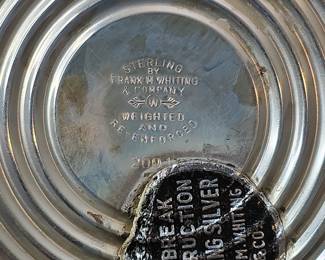 STERLING
BY
FRANK M. WHITING
& COMPANY
W
WEIGHTED
AND
RE-ENFORCED
BREAK
RUCTION
NG SILVER
M. WHITING
& CO.